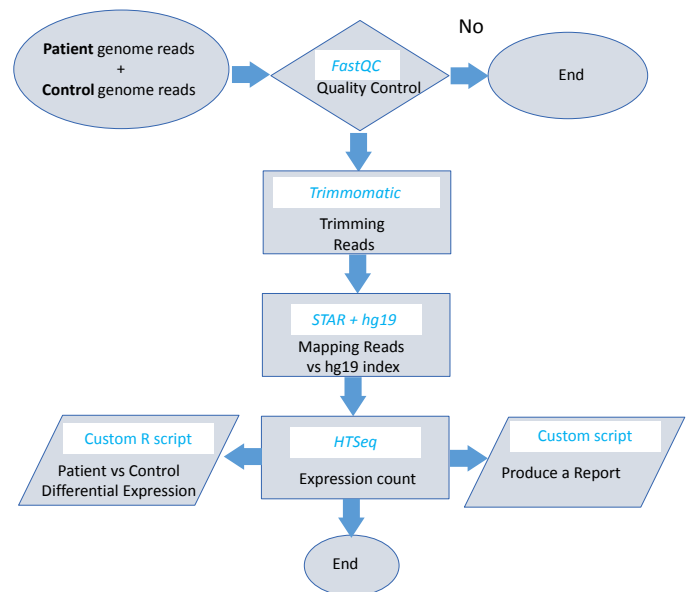 Patient genome reads
+
Control genome reads
FastQC
Quality Control
No
End
Trimmomatic
Trimming
Reads
STAR + hg19
Mapping Reads
vs hg19 index
Custom R script
Patient vs Control
Differential Expression
HTSeq
Expression count
Custom script
Produce a Report
End